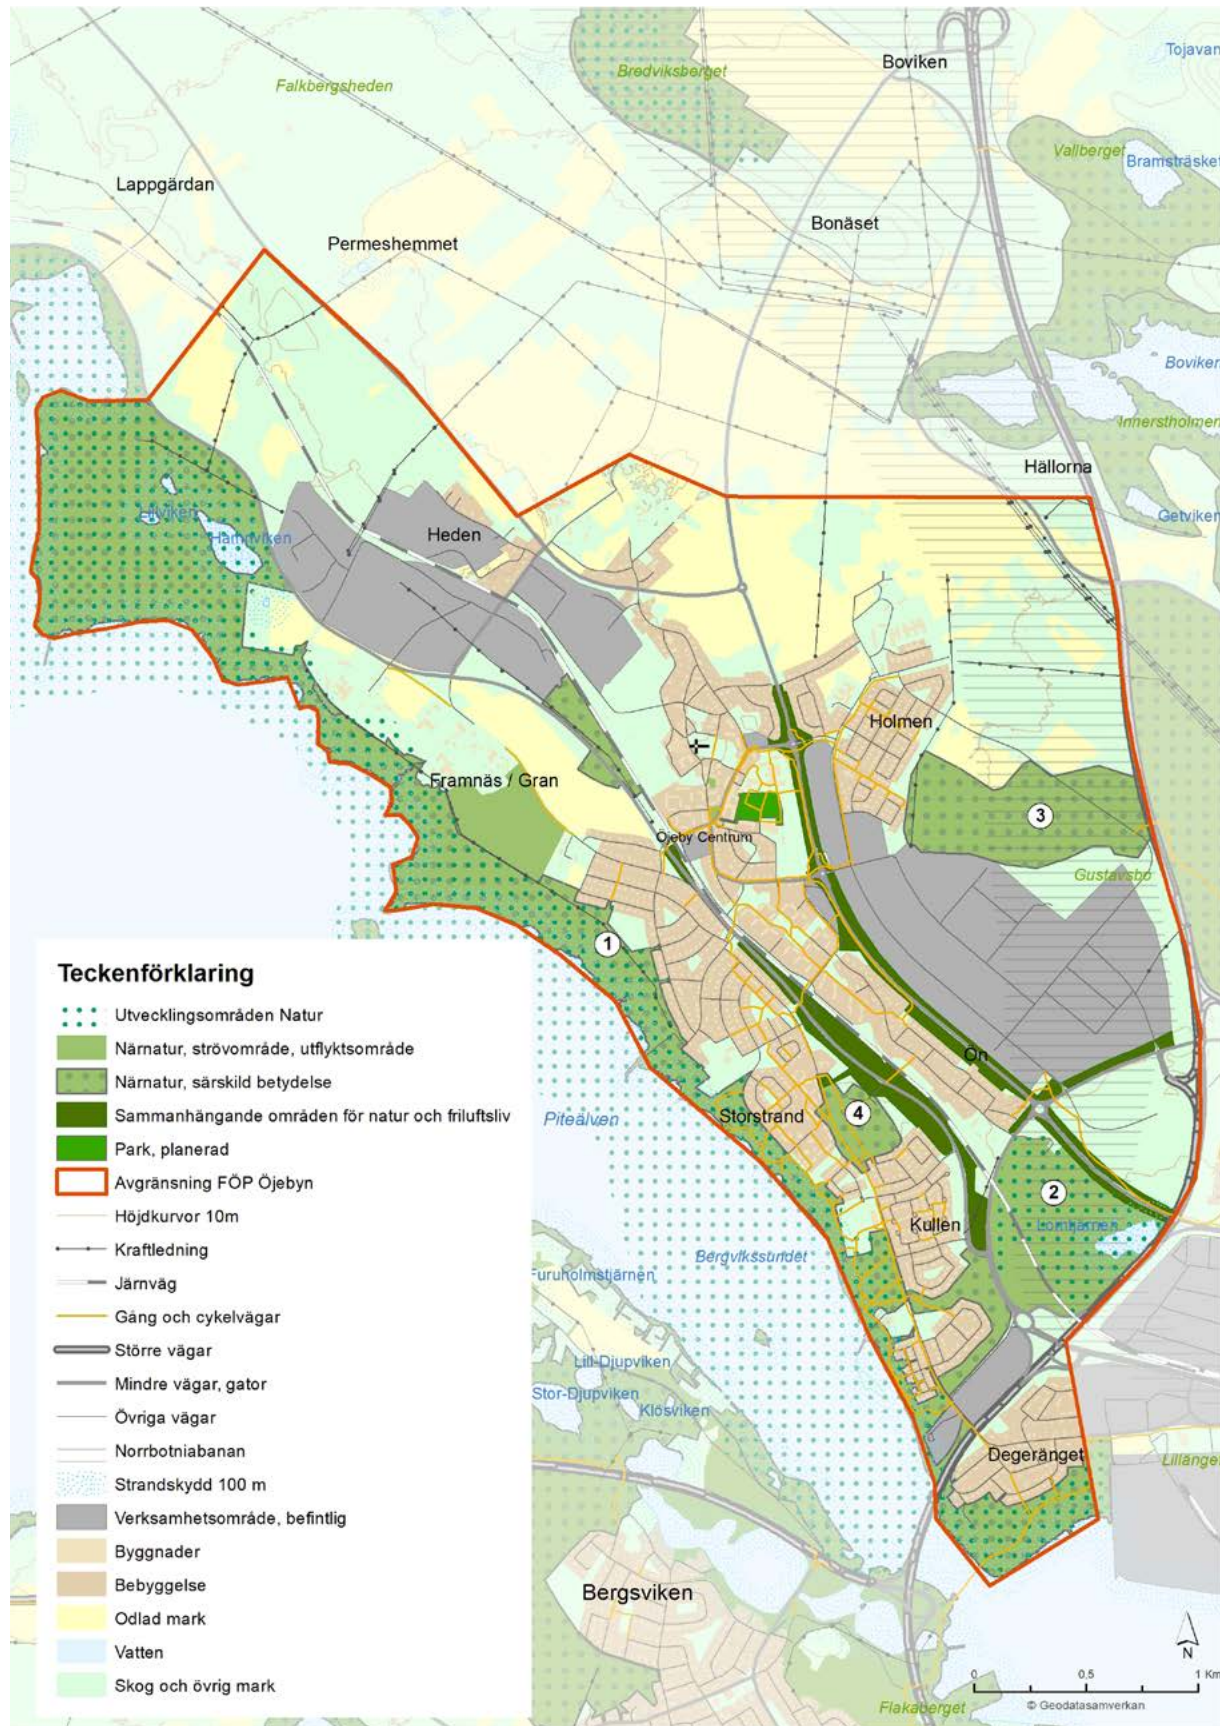 Boviken
Tojavan
Bredviksberget
Falkbergsheden
Vallberget
Bramsträsket
Lappgärdan
Bonäset
Permeshemmet
Boviken
Innerstholmen
Hällorna
Getviken
Lillviken
Hamnviken
Heden
Holmen
Framnäs / Gran
3
Öjeby Centrum
Gustavsbo
1
Teckenförklaring
Utvecklingsområden Natur
Närnatur, strövområde, utflyktsområde
Närnatur, särskild betydelse
Sammanhängande områden för natur och friluftsliv
Park, planerad
Avgränsning FÖP Öjebyn
Höjdkurvor 10m
Kraftledning
Järnväg
Gång och cykelvägar
Större vägar
Mindre vägar, gator
Övriga vägar
Norrbotniabanan
Strandskydd 100 m
Verksamhetsområde, befintlig
Byggnader
Bebyggelse
Odlad mark
Vatten
Skog och övrig mark
Ön
Piteälven
Storstrand
4
2
Kullen
Lomtjärnen
Bergvikssundet
Furuholmstjärnen
Lill-Djupviken
Stor-Djupviken
Klösviken
Degeränget
Lillänget
Bergsviken
N
0 0,5 1 Km
© Geodatasamverkan
Flakaberget